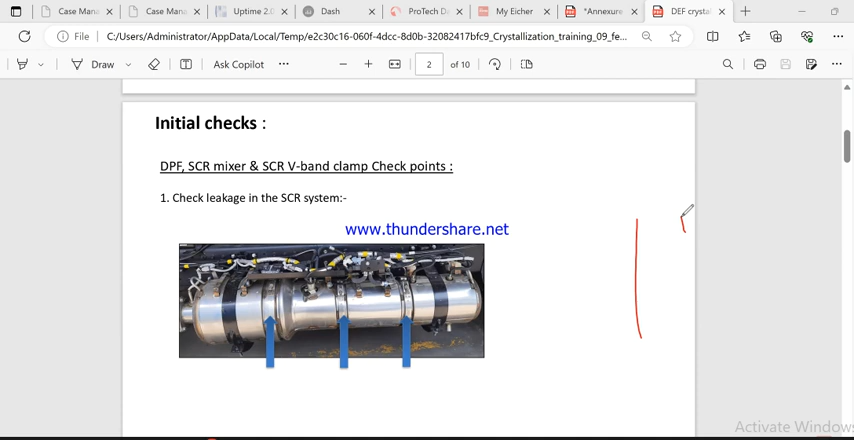 Case Mana
Case Mana
Uptime 2.0
Dash
ProTech Da
My Eicher
*Annexure
DEF crystal
File
C:/Users/Administrator/AppData/Local/Temp/e2c30c16-060f-4dcc-8d0b-32082417bfc9_Crystallization_training_09_fe...
Draw
Ask Copilot
2 of 10
Initial checks :
DPF, SCR mixer & SCR V-band clamp Check points :
1. Check leakage in the SCR system:-
www.thundershare.net
Activate Windows